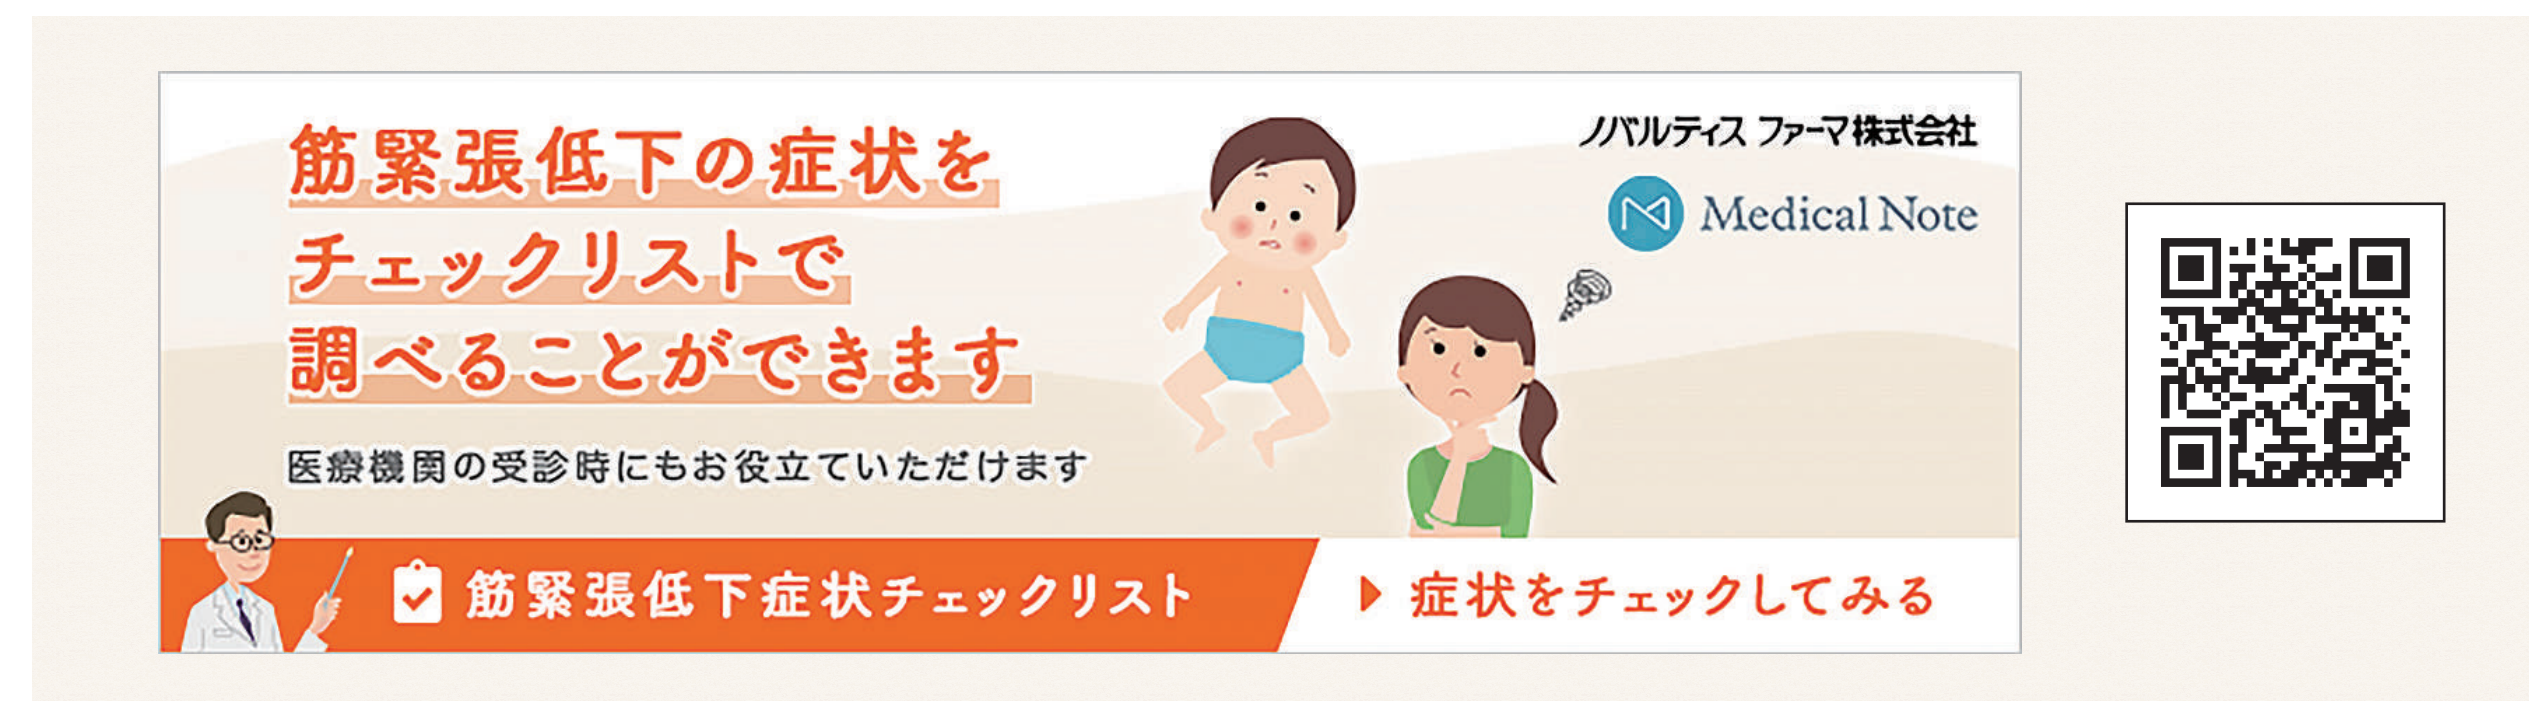 筋緊張低下の症状を
チェックリストで
調べることができます
医療機関の受診時にもお役立ていただけます
ノバルティス ファーマ株式会社
Medical Note
筋緊張低下症状チェックリスト
症状をチェックしてみる